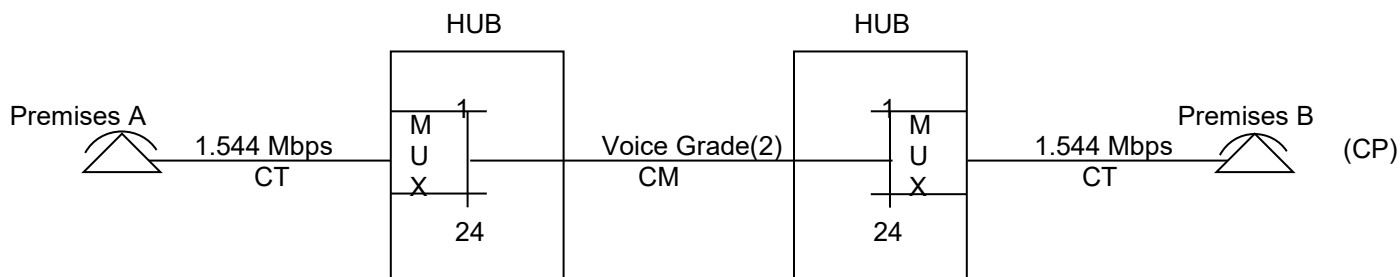 HUB HUB
Premises A 1 1 Premises B
M M
1.544 Mbps U Voice Grade(2) U 1.544 Mbps (CP)
CT X CM X CT
24 24